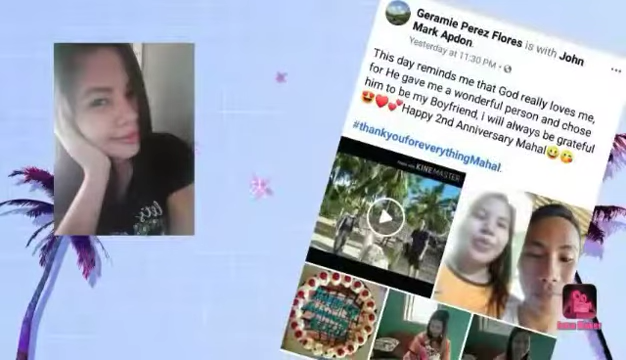 Geramie Perez Flores is with John
Mark Apdon.
Yesterday at 11:30 PM
This day reminds me that God really loves me,
for He gave me a wonderful person and chose
him to be my Boyfriend, i will always be grateful
😍❤️💕Happy 2nd Anniversary Mahal😀😘
#thankyouforeverythingMahal.
KINEMASTER